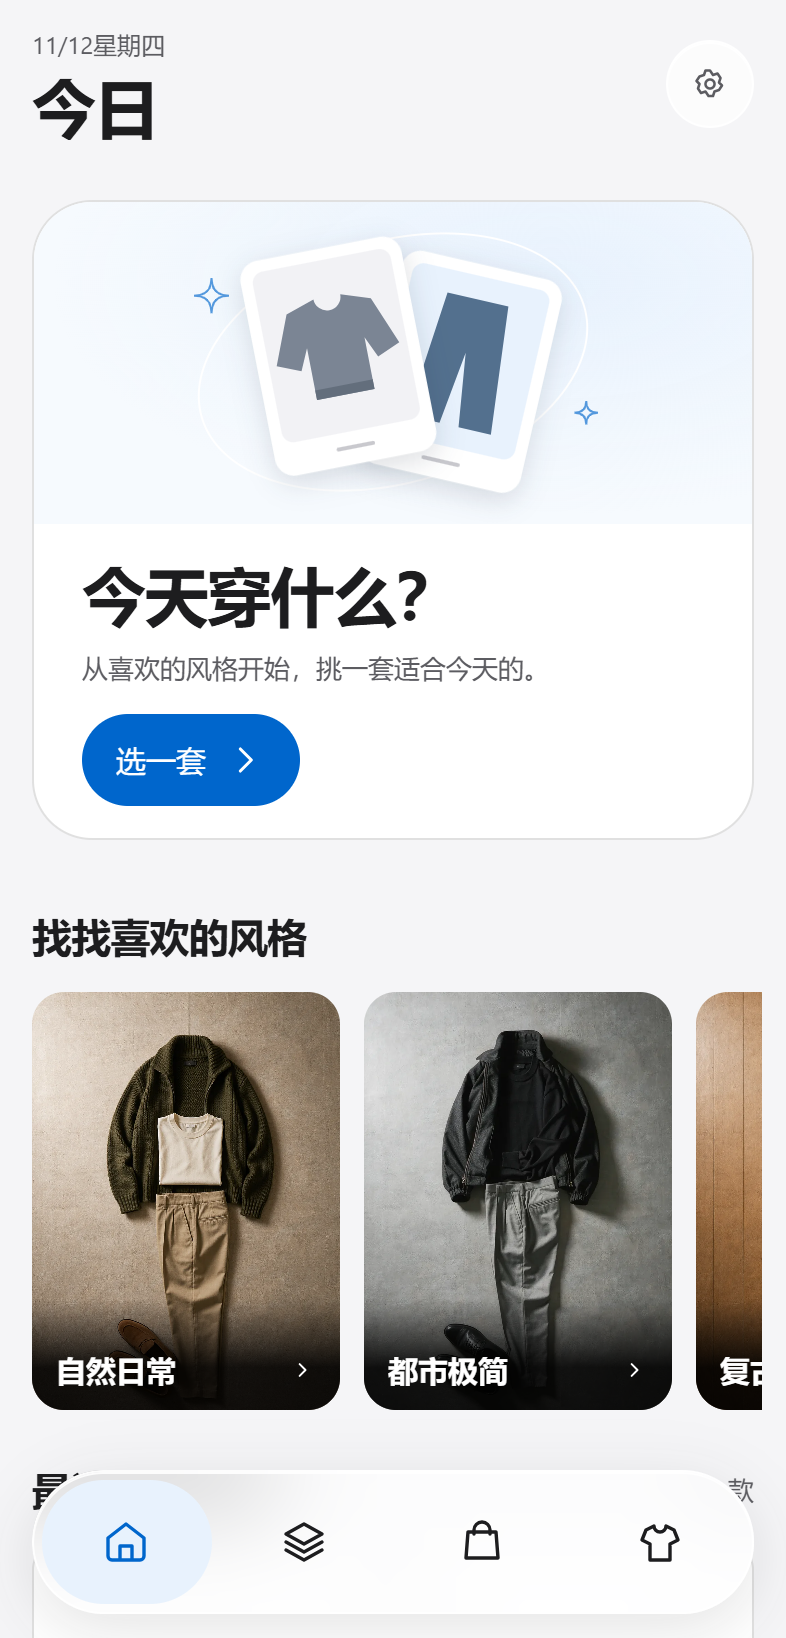 11/12星期四
今日
今天穿什么？
从喜欢的风格开始，挑一套适合今天的。
选一套
找找喜欢的风格
自然日常
都市极简
复古
款